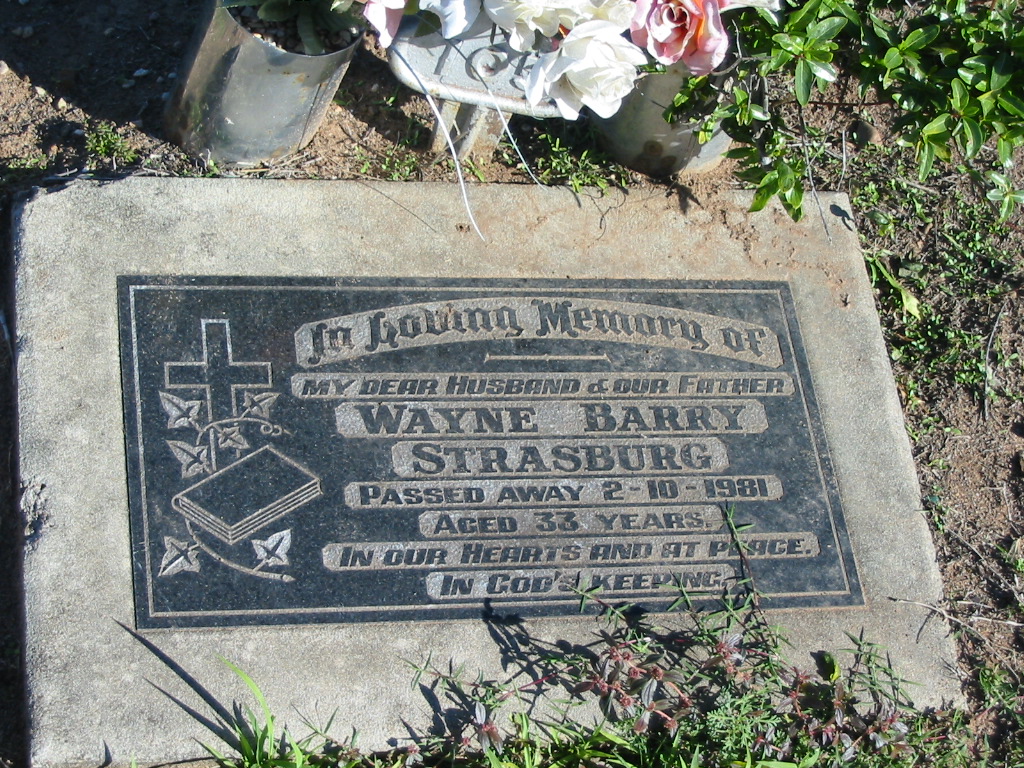 In Loving Memory of
MY DEAR HUSBAND & OUR FATHER
WAYNE BARRY
STRASBURG
PASSED AWAY 2-10-1981
AGED 33 YEARS.
IN OUR HEARTS AND AT PEACE.
IN GOD'S KEEPING.